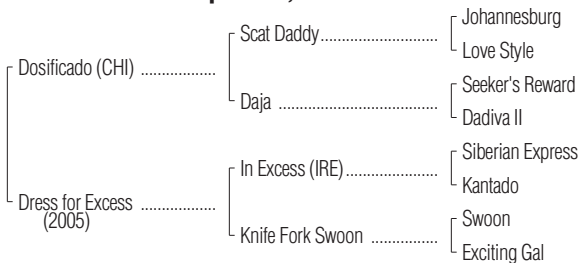 Johannesburg
Scat Daddy
Love Style
Dosificado (CHI)
Seeker's Reward
Daja
Dadiva II
Siberian Express
In Excess (IRE)
Kantado
Dress for Excess
(2005)
Swoon
Knife Fork Swoon
Exciting Gal